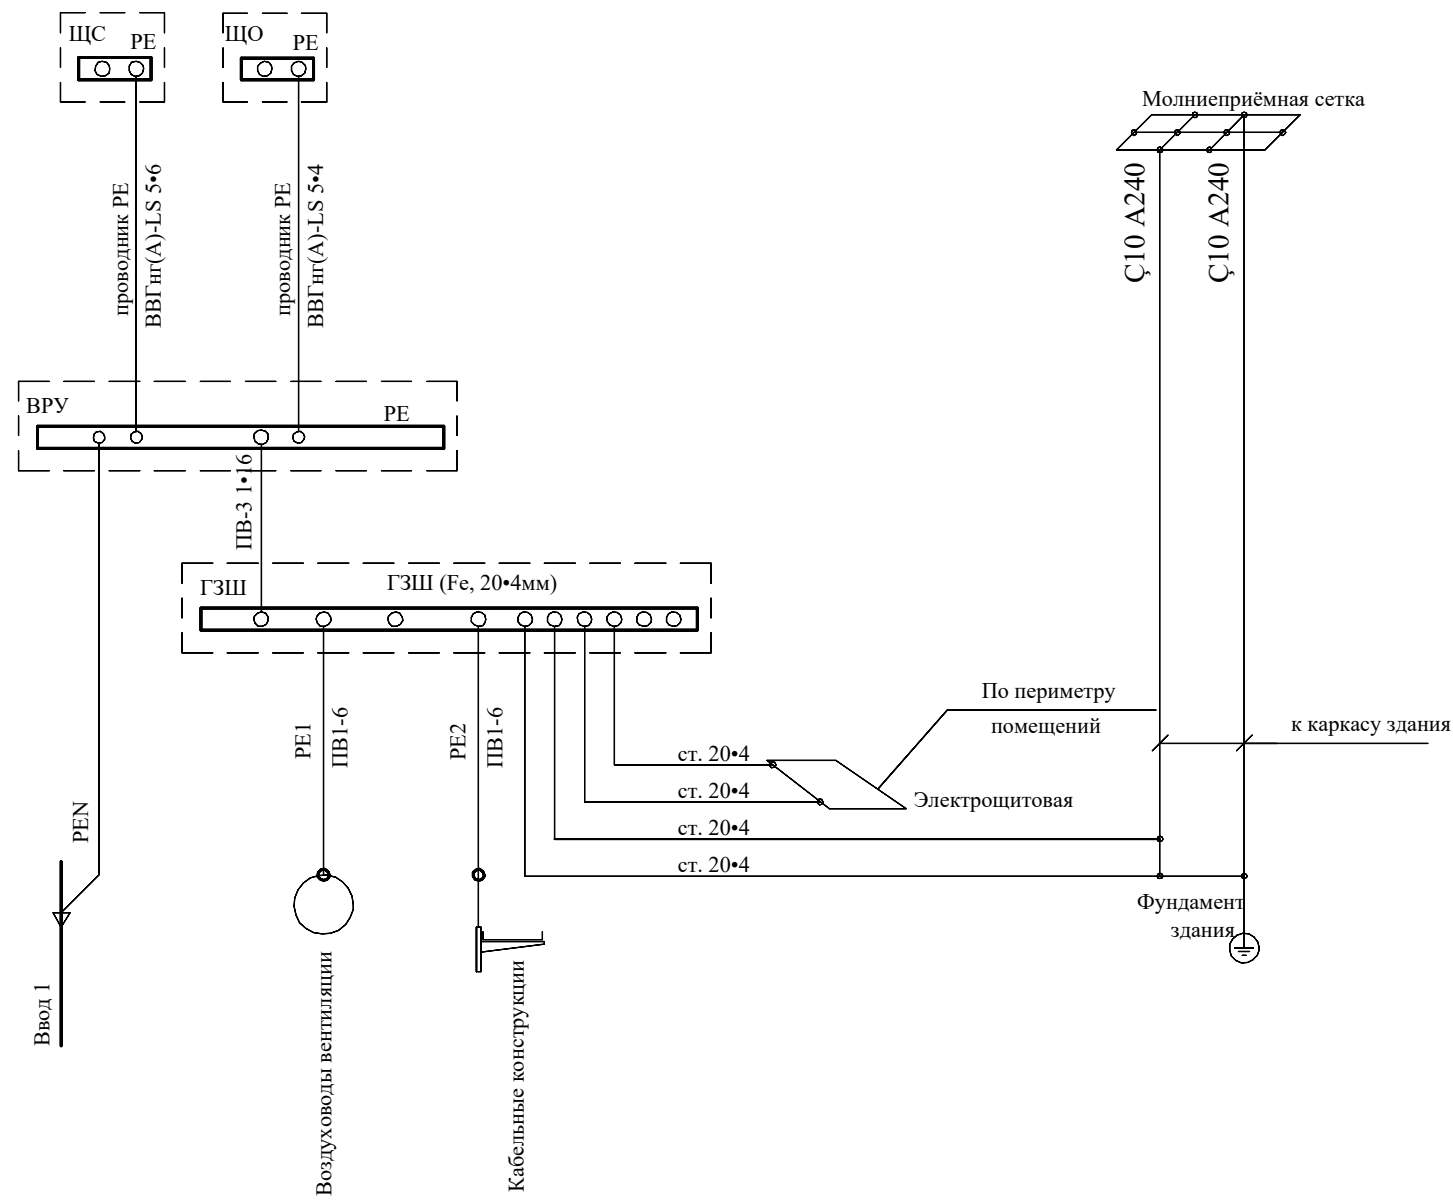 ЩС
PE
ЩО
PE
Молниеприёмная сетка
проводник PE
ВВГнг(А)-LS 5•6
проводник PE
ВВГнг(А)-LS 5•4
Ç10 A240
Ç10 A240
ВРУ
PE
ПВ-3 1•16
ГЗШ
ГЗШ (Fe, 20•4мм)
PE1
ПВ1-6
PE2
ПВ1-6
По периметру
помещений
к каркасу здания
ст. 20•4
ст. 20•4
Электрощитовая
ст. 20•4
ст. 20•4
PEN
Фундамент
здания
Ввод 1
Воздуховоды вентиляции
Кабельные конструкции